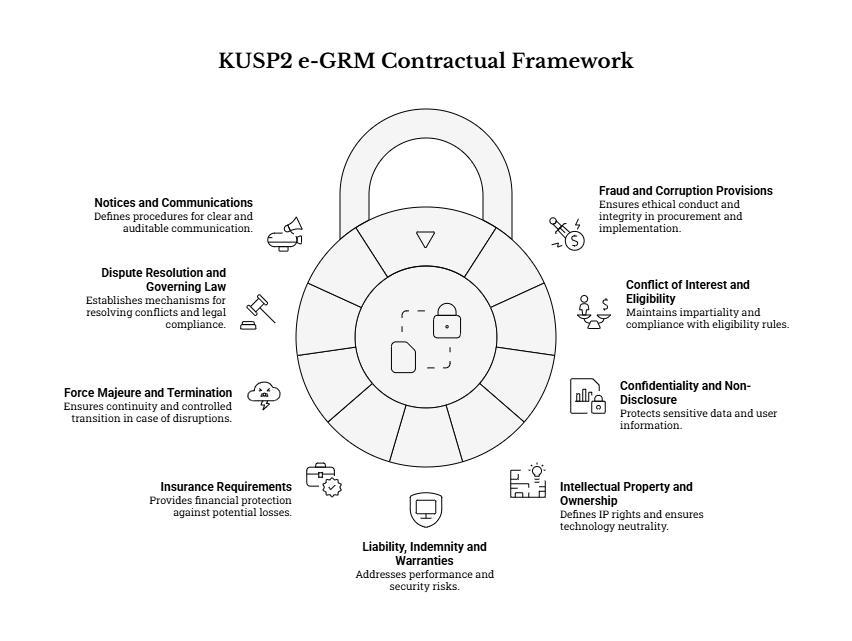 KUSP2 e-GRM Contractual Framework
Notices and Communications
Defines procedures for clear and
auditable communication.
Fraud and Corruption Provisions
Ensures ethical conduct and
integrity in procurement and
implementation.
Dispute Resolution and
Governing Law
Establishes mechanisms for
resolving conflicts and legal
compliance.
Conflict of Interest and
Eligibility
Maintains impartiality and
compliance with eligibility rules.
Force Majeure and Termination
Ensures continuity and controlled
transition in case of disruptions.
Confidentiality and Non-
Disclosure
Protects sensitive data and user
information.
Insurance Requirements
Provides financial protection
against potential losses.
Intellectual Property and
Ownership
Defines IP rights and ensures
technology neutrality.
Liability, Indemnity and
Warranties
Addresses performance and
security risks.